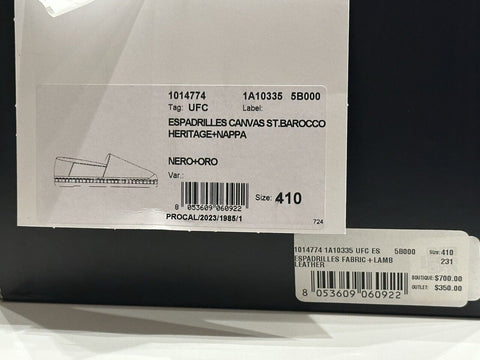 1014774 1A10335 5B000
Tag: UFC Label:
ESPADRILLES CANVAS ST.BAROCCO
HERITAGE+NAPPA
NERO+ORO
Var.:
Size: 410
8 053609 060922
PROCAL/2023/1985/1
724
1014774 1A10335 UFC ES 5B000 size: 410
ESPADRILLES FABRIC+LAMB 231
LEATHER
BOUTIQUE: $700.00
OUTLET: $350.00
8 053609 060922